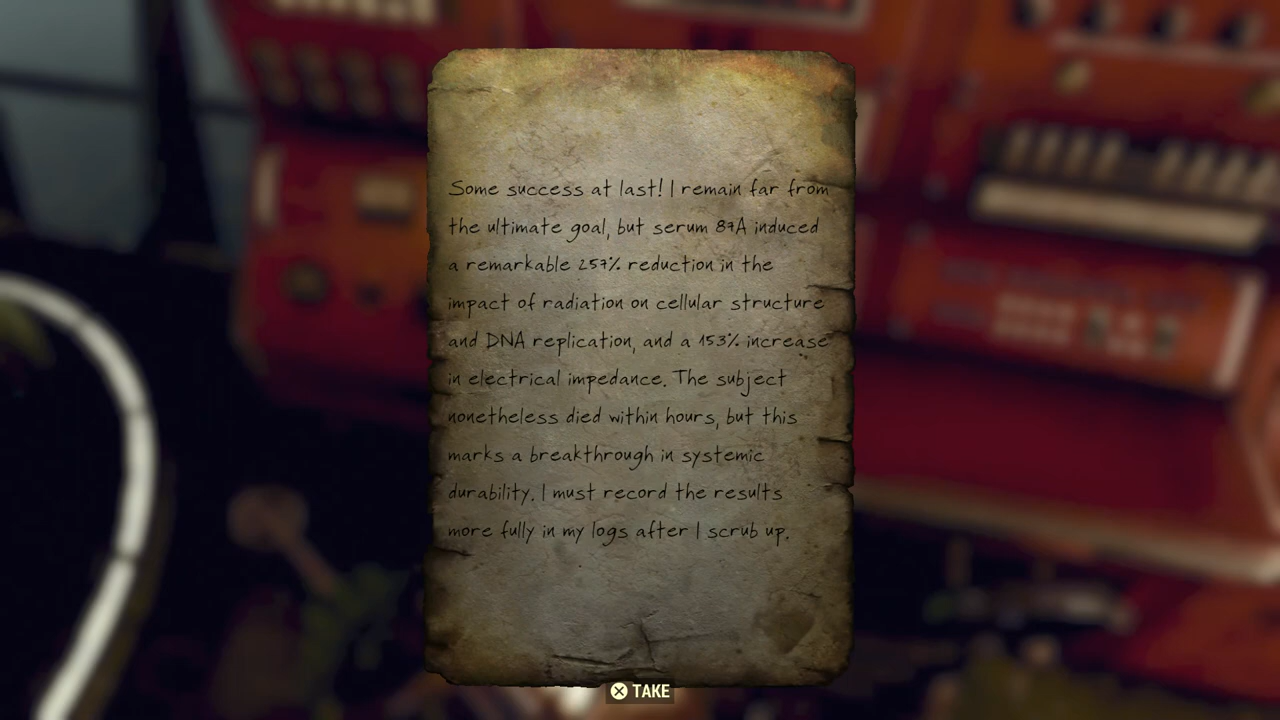 Some success at last! I remain far from
the ultimate goal, but serum 87A induced
a remarkable 257% reduction in the
impact of radiation on cellular structure
and DNA replication, and a 153% increase
in electrical impedance. The subject
nonetheless died within hours, but this
marks a breakthrough in systemic
durability. I must record the results
more fully in my logs after I scrub up.
TAKE